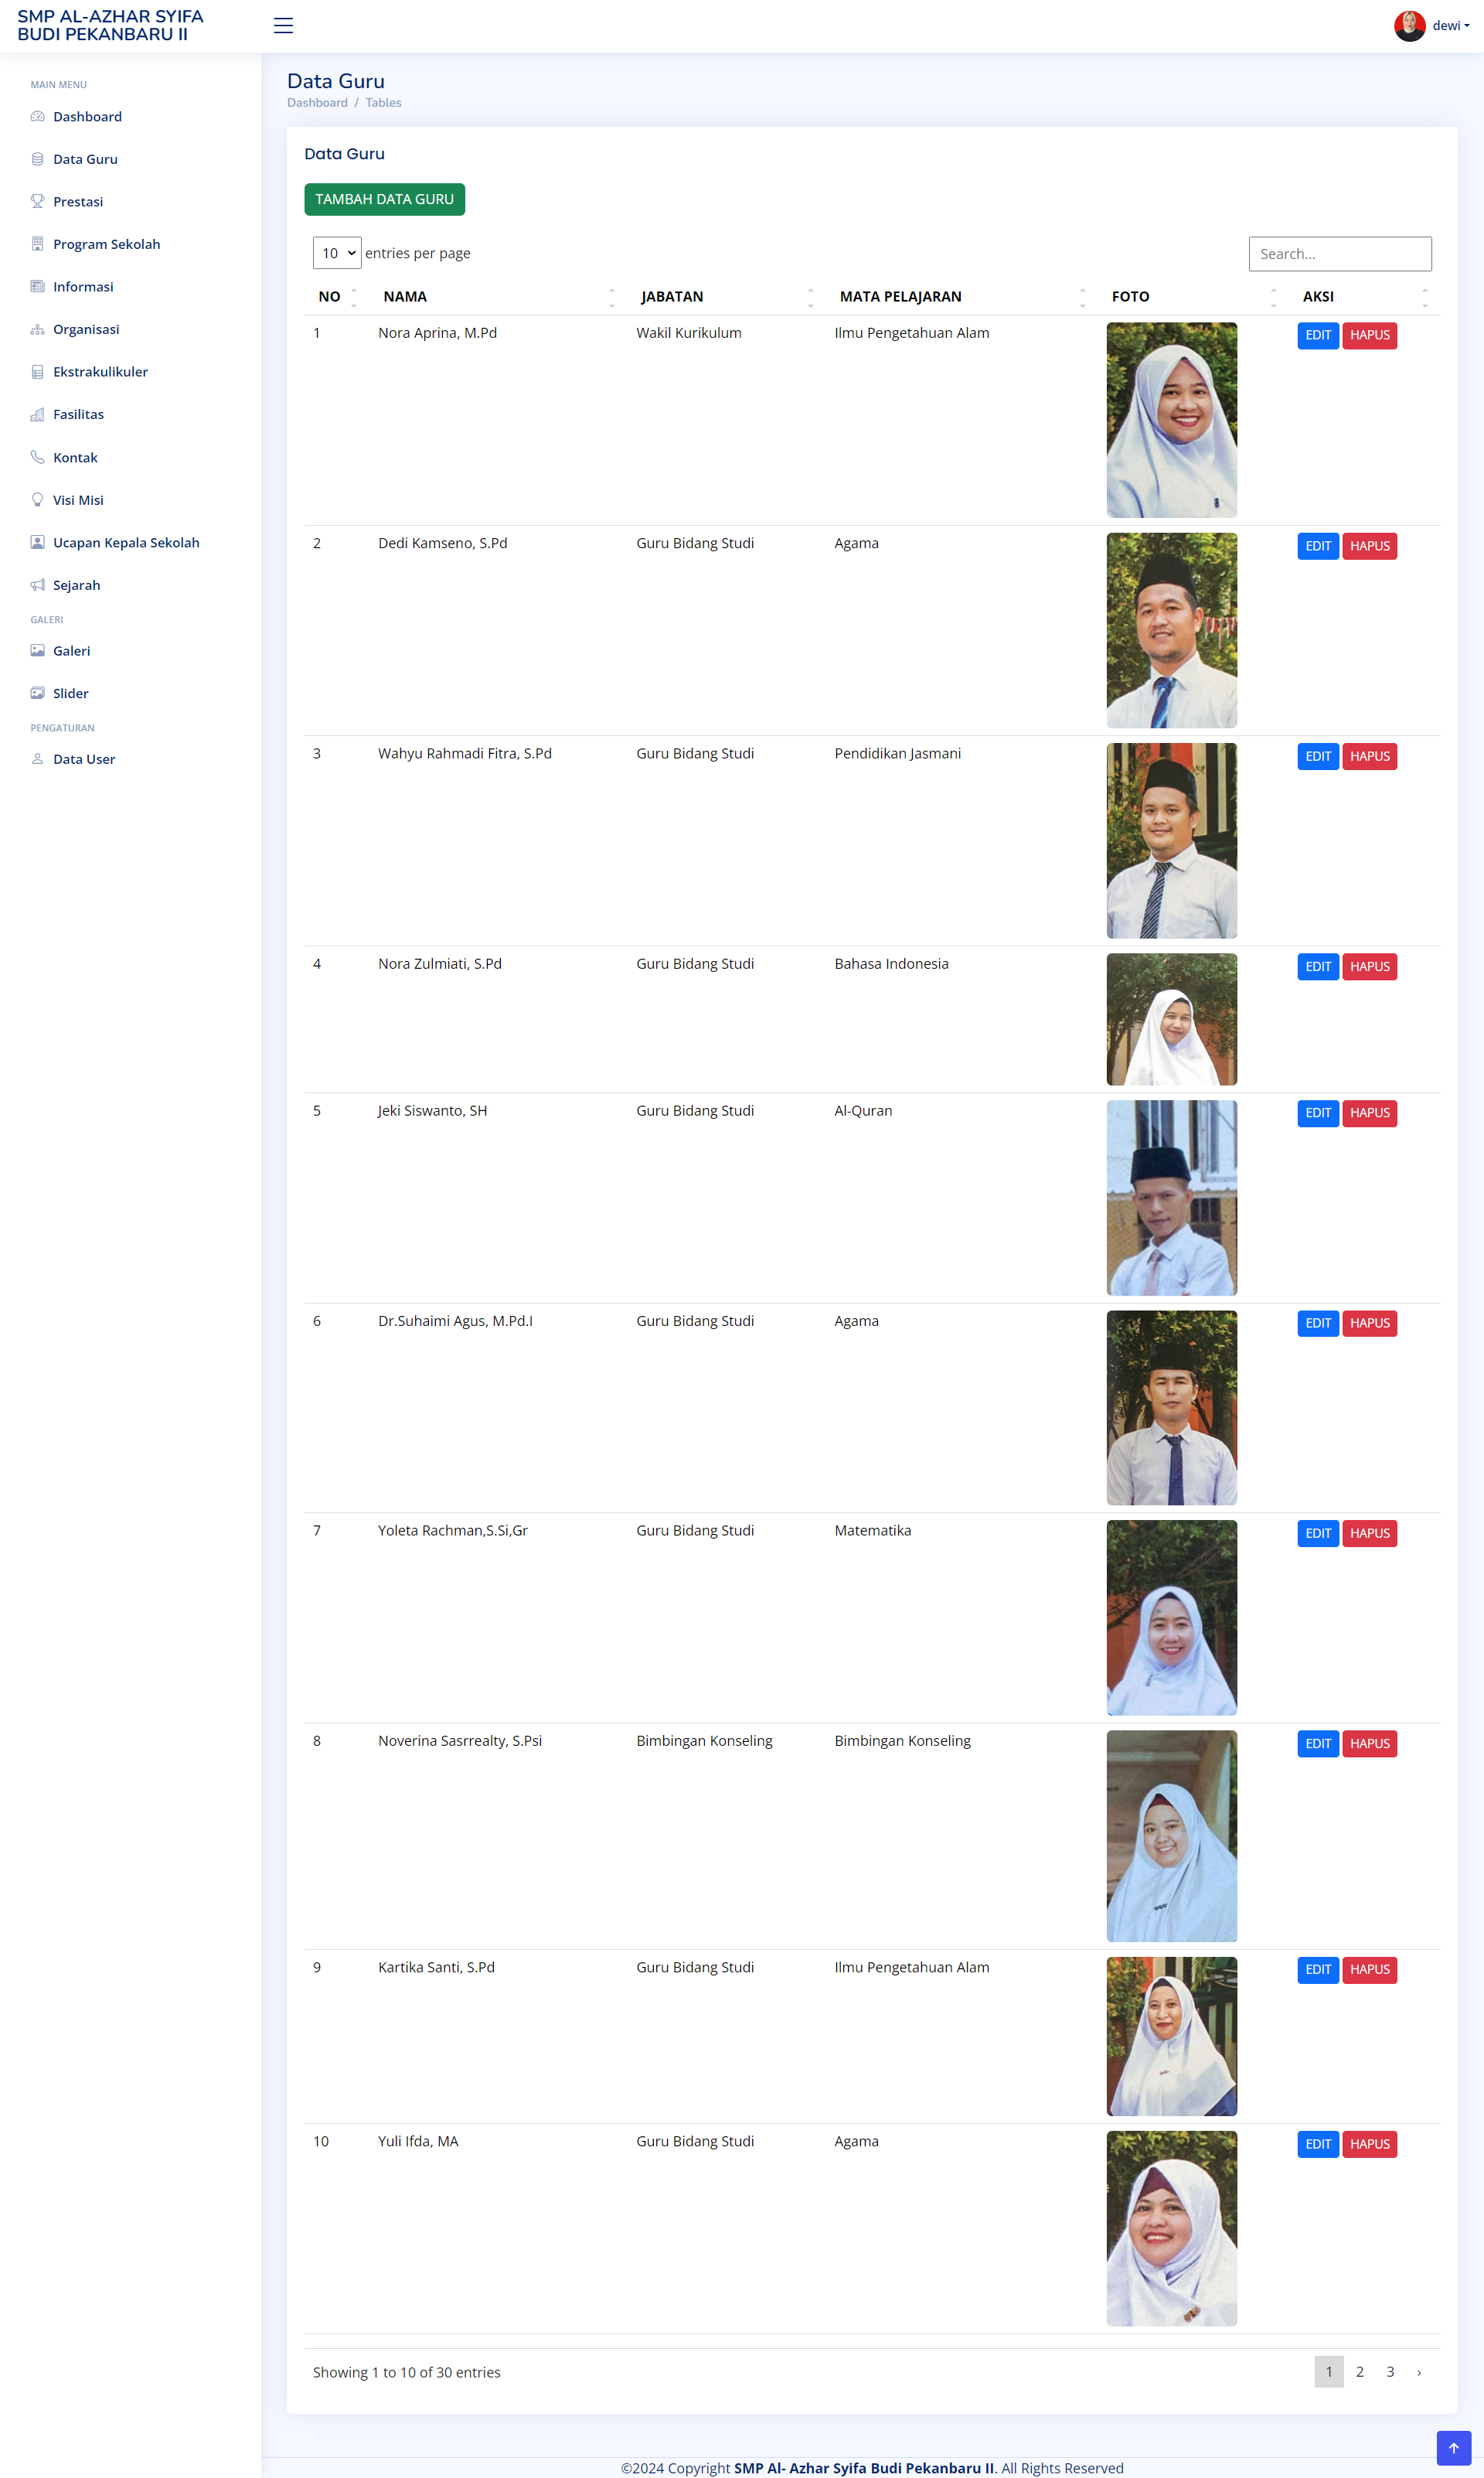 SMP AL-AZHAR SYIFA
BUDI PEKANBARU II
dewi
MAIN MENU
Dashboard
Data Guru
Prestasi
Program Sekolah
Informasi
Organisasi
Ekstrakulikuler
Fasilitas
Kontak
Visi Misi
Ucapan Kepala Sekolah
Sejarah
GALERI
Galeri
Slider
PENGATURAN
Data User
Data Guru
Dashboard / Tables
Data Guru
TAMBAH DATA GURU
10 entries per page
Search...
NO NAMA JABATAN MATA PELAJARAN FOTO AKSI
1 Nora Aprina, M.Pd Wakil Kurikulum Ilmu Pengetahuan Alam EDIT HAPUS
2 Dedi Kamseno, S.Pd Guru Bidang Studi Agama EDIT HAPUS
3 Wahyu Rahmadi Fitra, S.Pd Guru Bidang Studi Pendidikan Jasmani EDIT HAPUS
4 Nora Zulmiati, S.Pd Guru Bidang Studi Bahasa Indonesia EDIT HAPUS
5 Jeki Siswanto, SH Guru Bidang Studi Al-Quran EDIT HAPUS
6 Dr.Suhaimi Agus, M.Pd.I Guru Bidang Studi Agama EDIT HAPUS
7 Yoleta Rachman,S.Si,Gr Guru Bidang Studi Matematika EDIT HAPUS
8 Noverina Sasrrealty, S.Psi Bimbingan Konseling Bimbingan Konseling EDIT HAPUS
9 Kartika Santi, S.Pd Guru Bidang Studi Ilmu Pengetahuan Alam EDIT HAPUS
10 Yuli Ifda, MA Guru Bidang Studi Agama EDIT HAPUS
Showing 1 to 10 of 30 entries
1 2 3 ›
©2024 Copyright SMP Al- Azhar Syifa Budi Pekanbaru II. All Rights Reserved